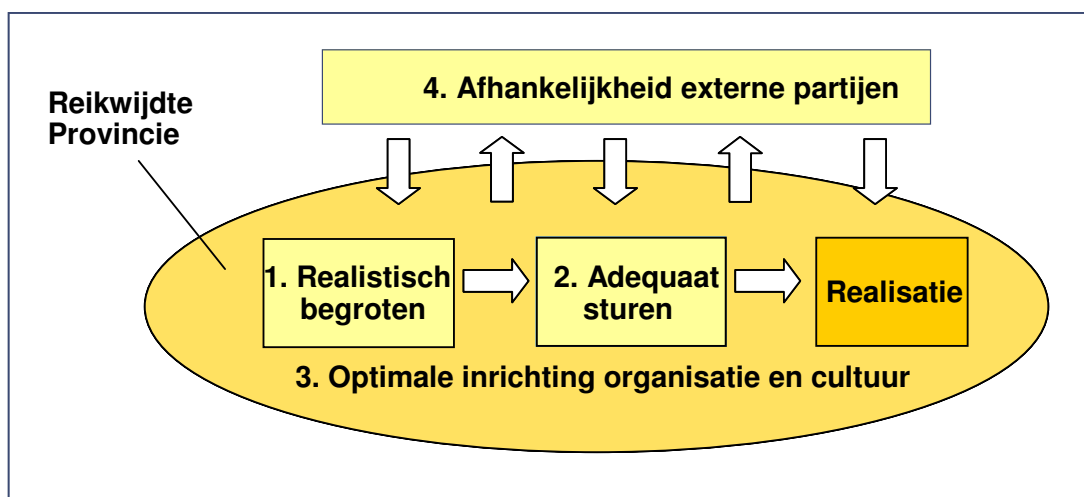 4. Afhankelijkheid externe partijen
Reikwijdte
Provincie
1. Realistisch
begroten
2. Adequaat
sturen
Realisatie
3. Optimale inrichting organisatie en cultuur